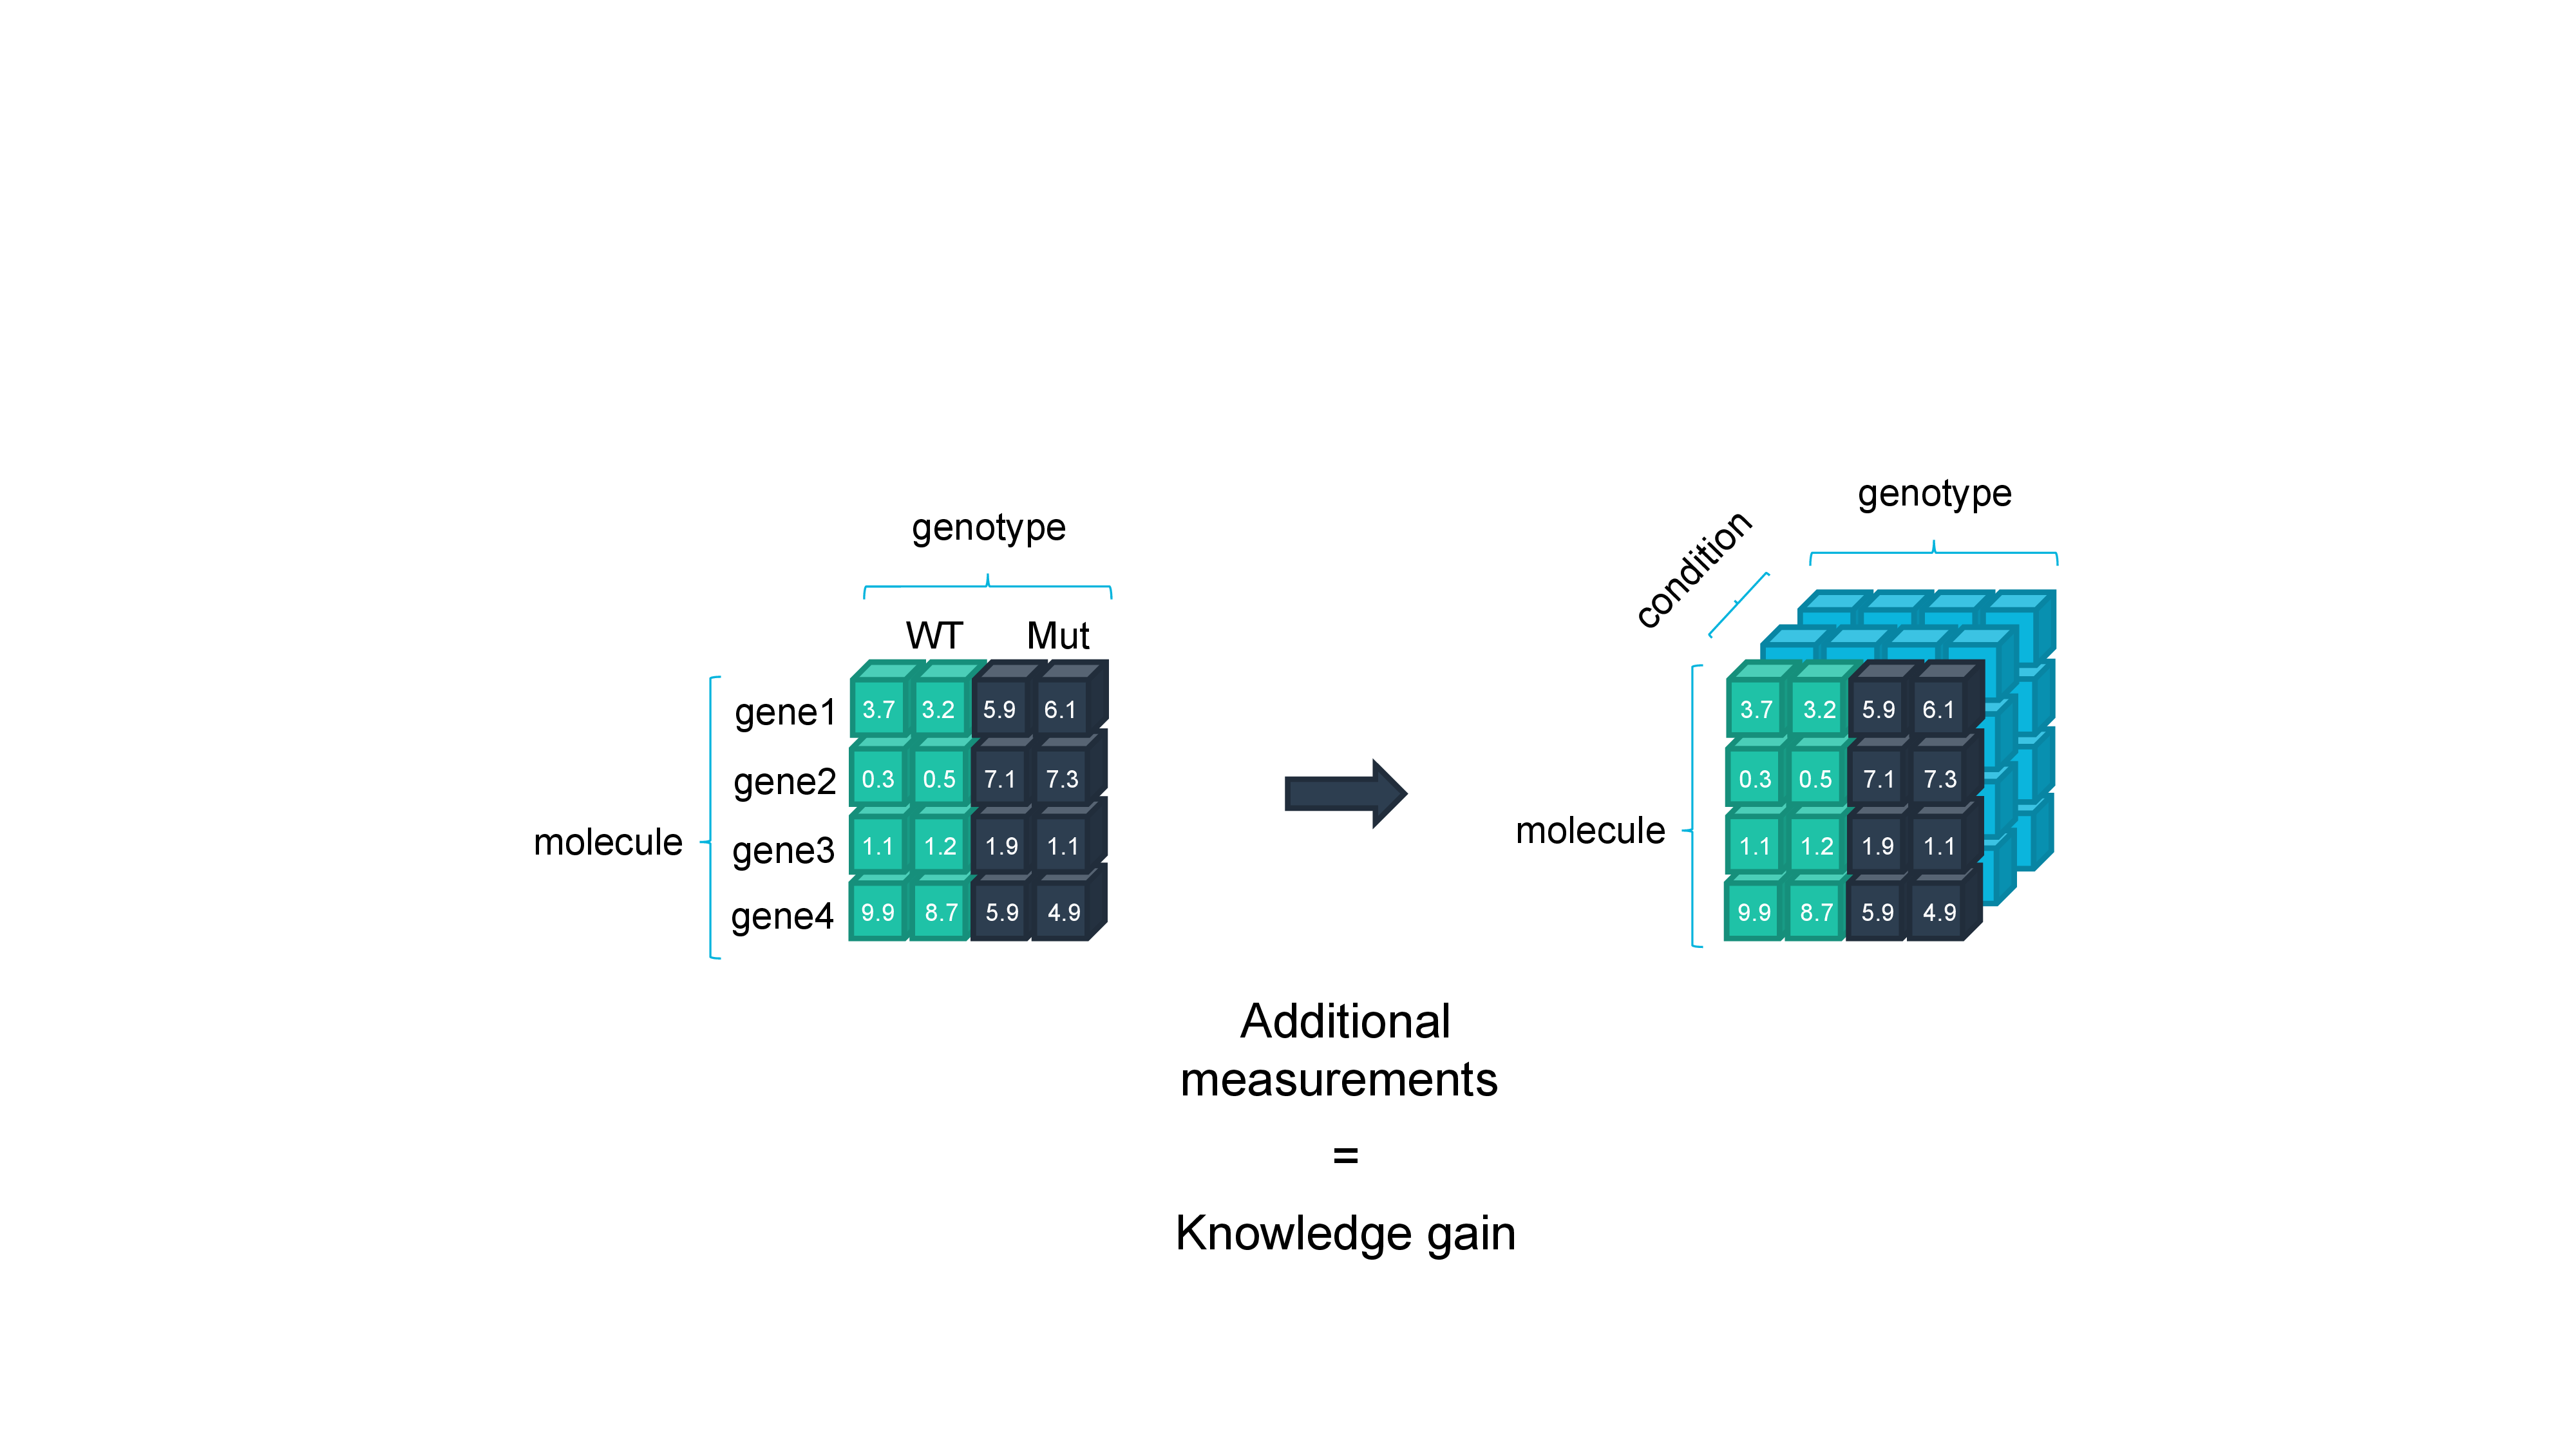 genotype
WT Mut
molecule
gene1 3.7 3.2 5.9 6.1
gene2 0.3 0.5 7.1 7.3
gene3 1.1 1.2 1.9 1.1
gene4 9.9 8.7 5.9 4.9
condition
genotype
molecule
3.7 3.2 5.9 6.1
0.3 0.5 7.1 7.3
1.1 1.2 1.9 1.1
9.9 8.7 5.9 4.9
Additional
measurements
=
Knowledge gain